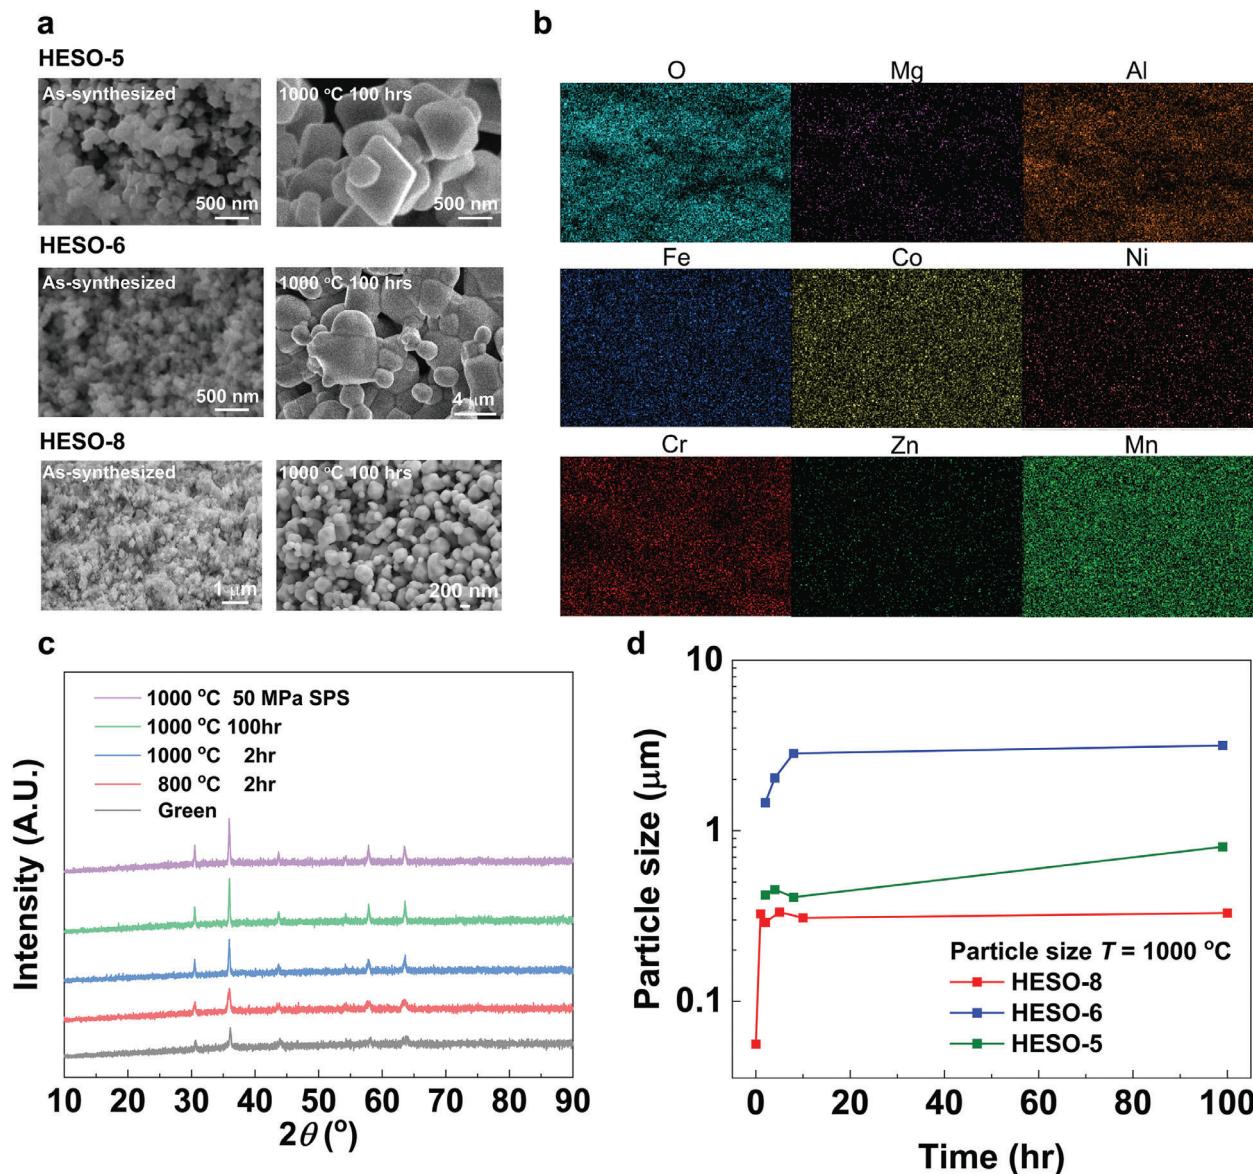 a
HESO-5
As-synthesized
500 nm
1000 °C 100 hrs
500 nm
HESO-6
As-synthesized
500 nm
1000 °C 100 hrs
4 μm
HESO-8
As-synthesized
1 μm
1000 °C 100 hrs
200 nm
b
O Mg Al
Fe Co Ni
Cr Zn Mn
c
1000 °C 50 MPa SPS
1000 °C 100hr
1000 °C 2hr
800 °C 2hr
Green
Intensity (A.U.)
10 20 30 40 50 60 70 80 90
2θ (°)
d
10
1
0.1
Particle size (μm)
Particle size T = 1000 °C
HESO-8
HESO-6
HESO-5
0 20 40 60 80 100
Time (hr)